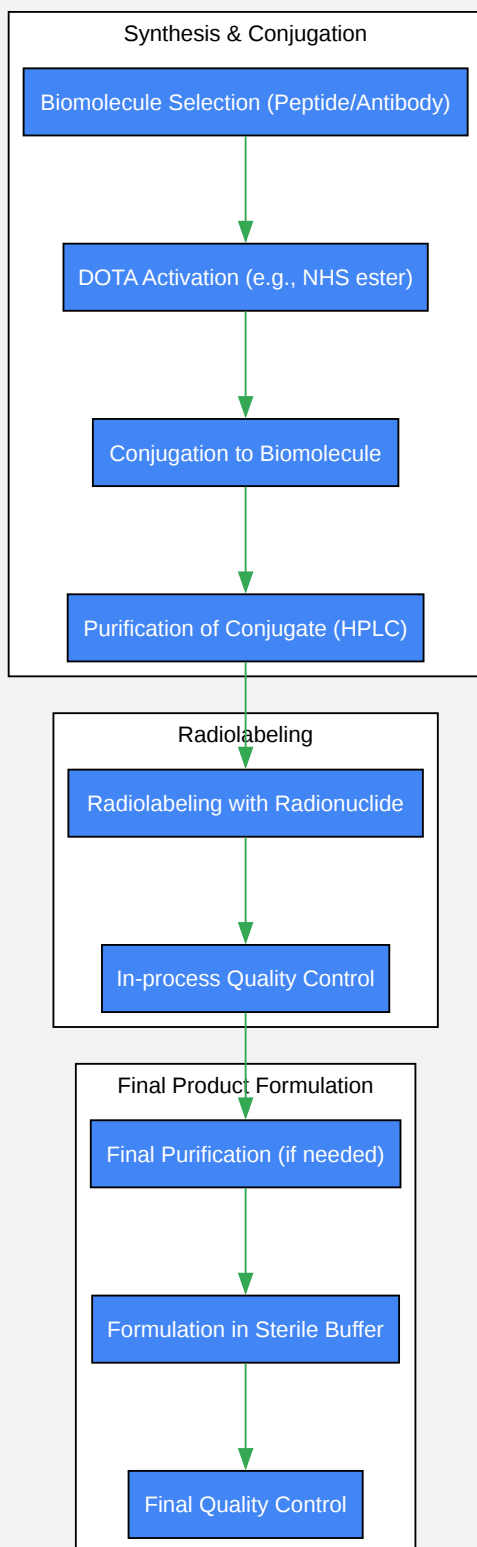 Synthesis & Conjugation
Biomolecule Selection (Peptide/Antibody)
DOTA Activation (e.g., NHS ester)
Conjugation to Biomolecule
Purification of Conjugate (HPLC)
Radiolabeling
Radiolabeling with Radionuclide
In-process Quality Control
Final Product Formulation
Final Purification (if needed)
Formulation in Sterile Buffer
Final Quality Control